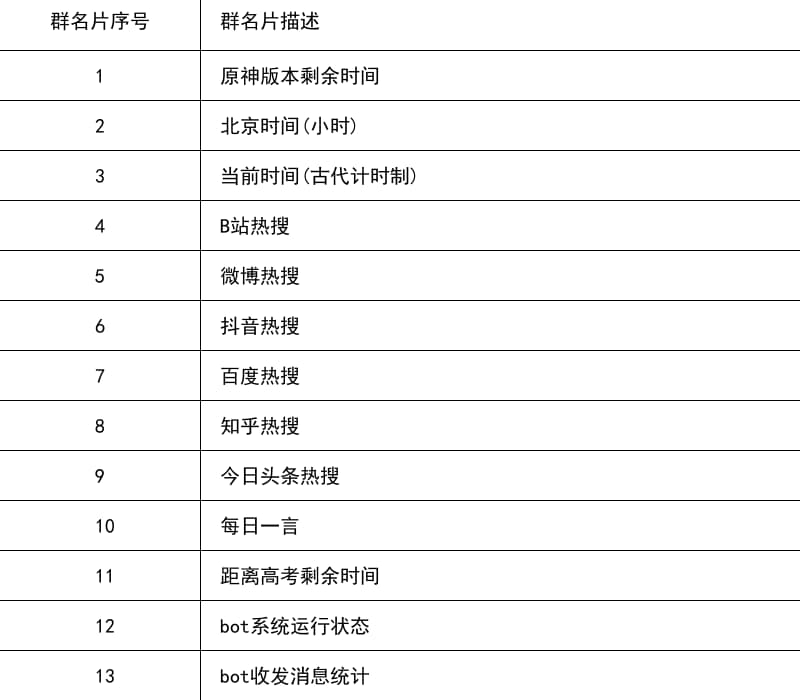 群名片序号 群名片描述
1 原神版本剩余时间
2 北京时间(小时)
3 当前时间(古代计时制)
4 B站热搜
5 微博热搜
6 抖音热搜
7 百度热搜
8 知乎热搜
9 今日头条热搜
10 每日一言
11 距离高考剩余时间
12 bot系统运行状态
13 bot收发消息统计